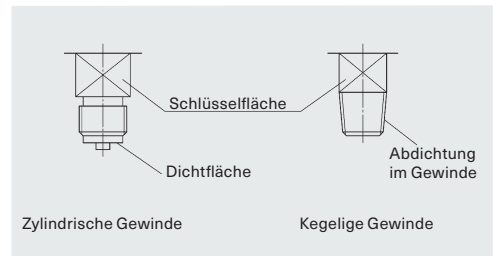 Schlüsselfläche
Dichtfläche
Abdichtung
im Gewinde
Zylindrische Gewinde
Kegelige Gewinde